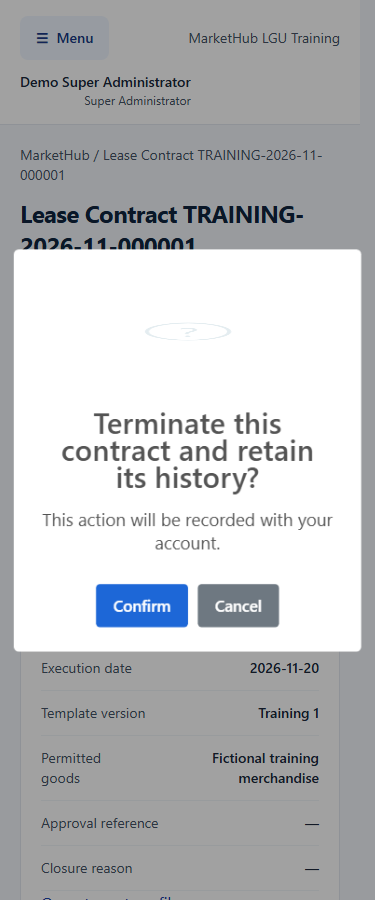 ☰ Menu
MarketHub LGU Training
Demo Super Administrator
Super Administrator
MarketHub / Lease Contract TRAINING-2026-11-
000001
Lease Contract TRAINING-
2026-11-000001
?
Terminate this
contract and retain
its history?
This action will be recorded with your
account.
Confirm
Cancel
Execution date
2026-11-20
Template version
Training 1
Permitted
goods
Fictional training
merchandise
Approval reference
—
Closure reason
—